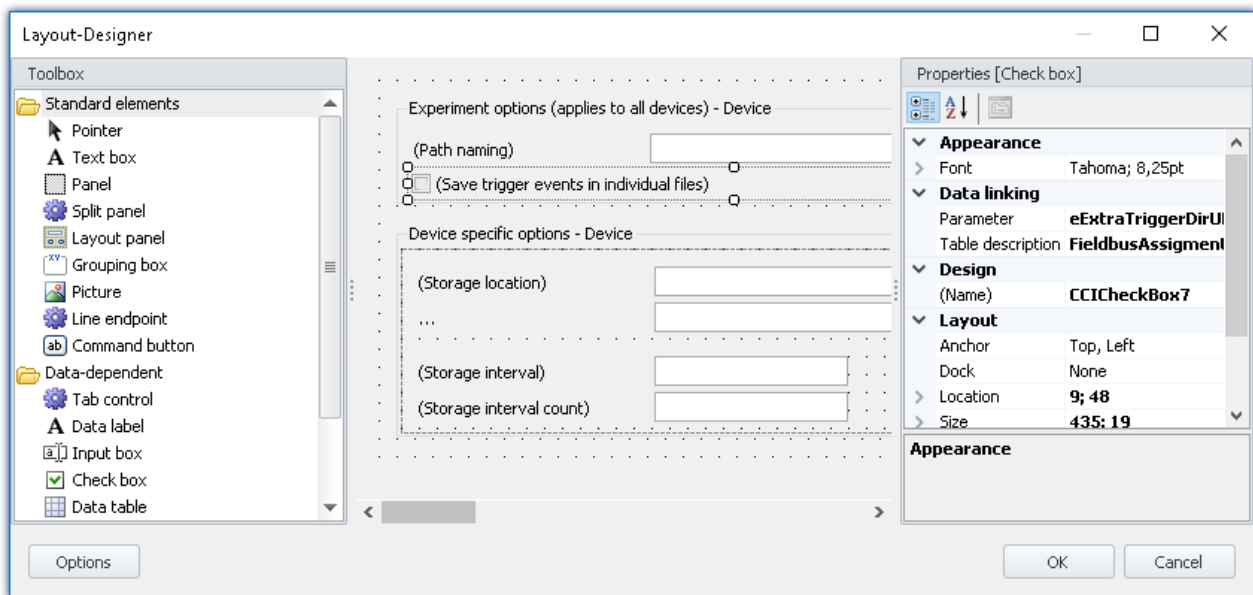 Layout-Designer
Toolbox
Standard elements
Pointer
A Text box
Panel
Split panel
Layout panel
XY Grouping box
Picture
Line endpoint
ab Command button
Data-dependent
Tab control
A Data label
a Input box
Check box
Data table
Options
Experiment options (applies to all devices) - Device
(Path naming)
(Save trigger events in individual files)
Device specific options - Device
(Storage location)
...
(Storage interval)
(Storage interval count)
Properties [Check box]
A Z
Appearance
Font Tahoma; 8,25pt
Data linking
Parameter eExtraTriggerDirU
Table description FieldbusAssigment
Design
(Name) CCICheckBox7
Layout
Anchor Top, Left
Dock None
Location 9; 48
Size 435; 19
Appearance
OK Cancel